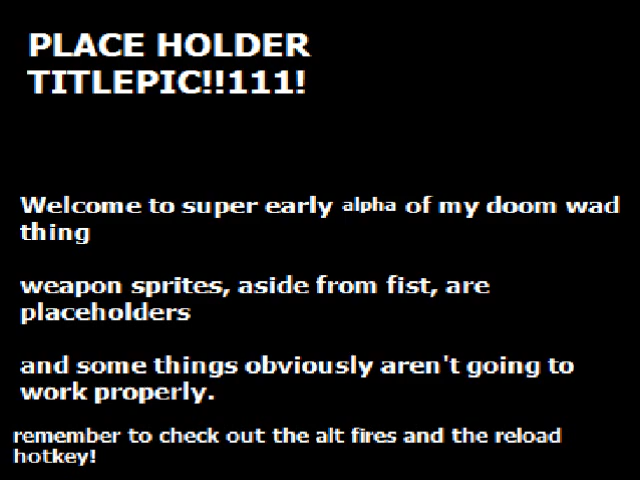 PLACE HOLDER
TITLEPIC!!111!
Welcome to super early alpha of my doom wad
thing
weapon sprites, aside from fist, are
placeholders
and some things obviously aren't going to
work properly.
remember to check out the alt fires and the reload
hotkey!